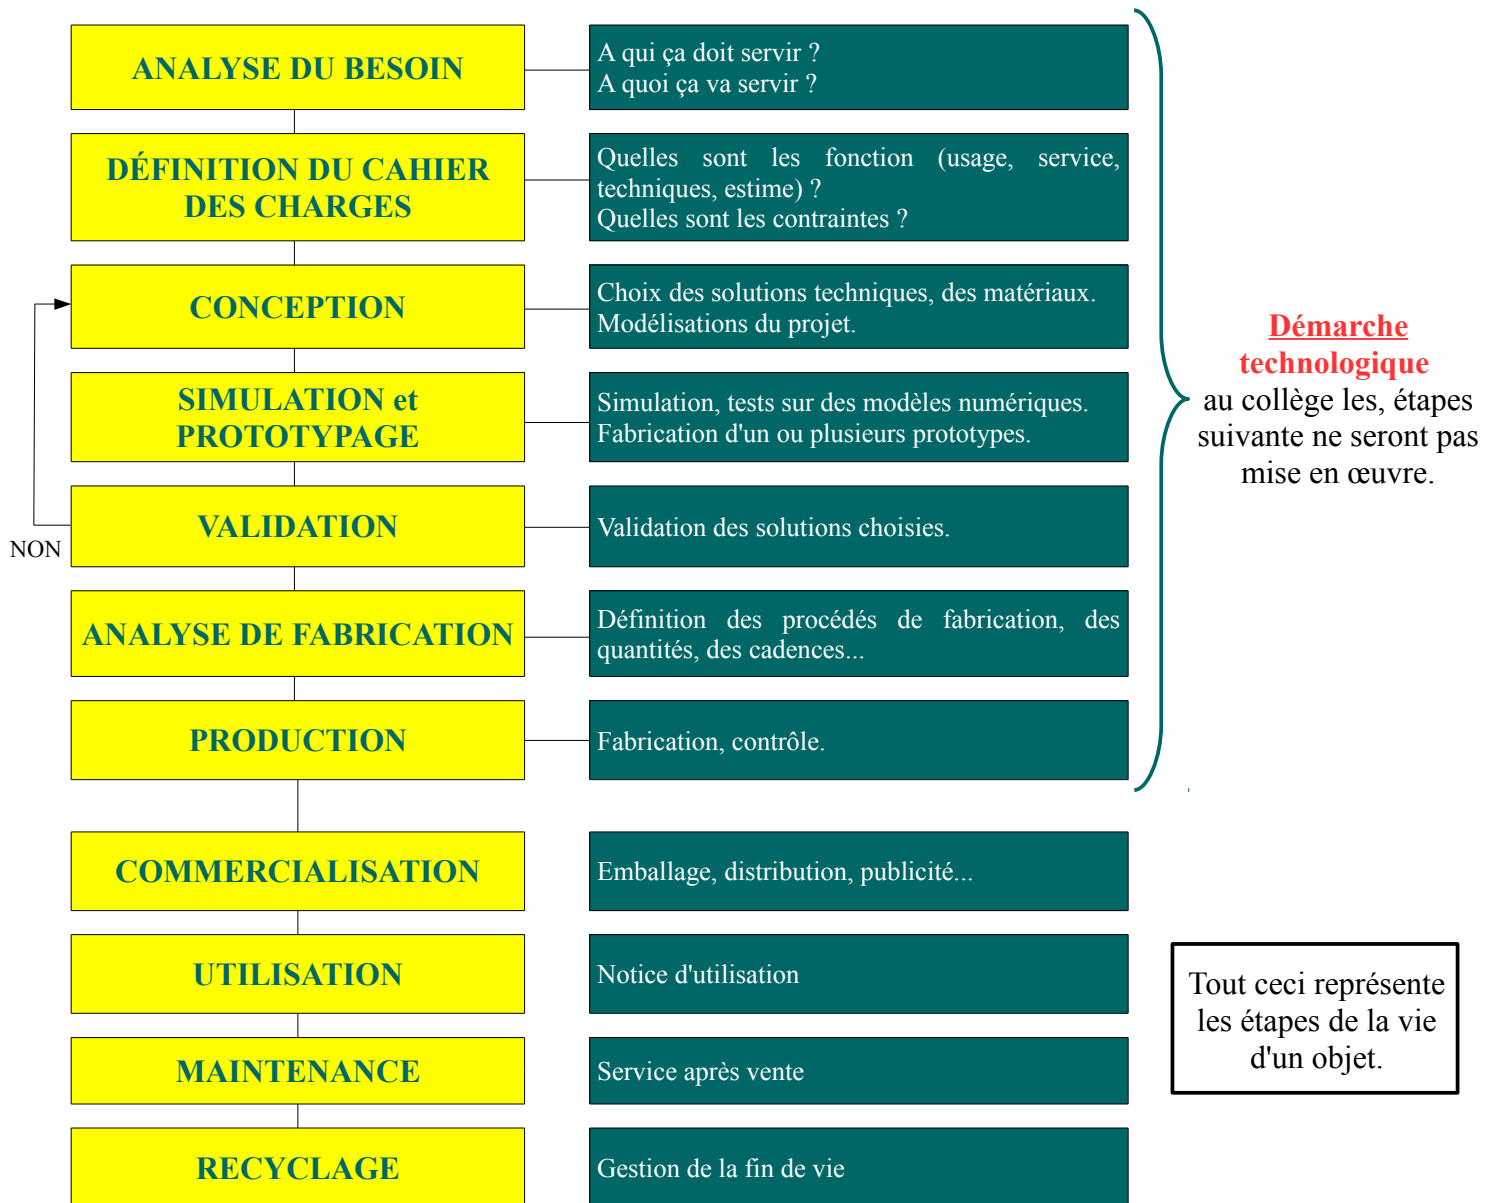 ANALYSE DU BESOIN
A qui ça doit servir ?
A quoi ça va servir ?
DÉFINITION DU CAHIER
DES CHARGES
Quelles sont les fonction (usage, service,
techniques, estime) ?
Quelles sont les contraintes ?
CONCEPTION
Choix des solutions techniques, des matériaux.
Modélisations du projet.
SIMULATION et
PROTOTYPAGE
Simulation, tests sur des modèles numériques.
Fabrication d'un ou plusieurs prototypes.
VALIDATION
Validation des solutions choisies.
NON
ANALYSE DE FABRICATION
Définition des procédés de fabrication, des
quantités, des cadences...
PRODUCTION
Fabrication, contrôle.
Démarche
technologique
au collège les, étapes
suivante ne seront pas
mise en œuvre.
COMMERCIALISATION
Emballage, distribution, publicité...
UTILISATION
Notice d'utilisation
MAINTENANCE
Service après vente
RECYCLAGE
Gestion de la fin de vie
Tout ceci représente
les étapes de la vie
d'un objet.